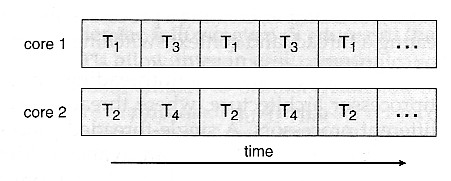 core 1 T1 T3 T1 T3 T1 ...
core 2 T2 T4 T2 T4 T2 ...
time